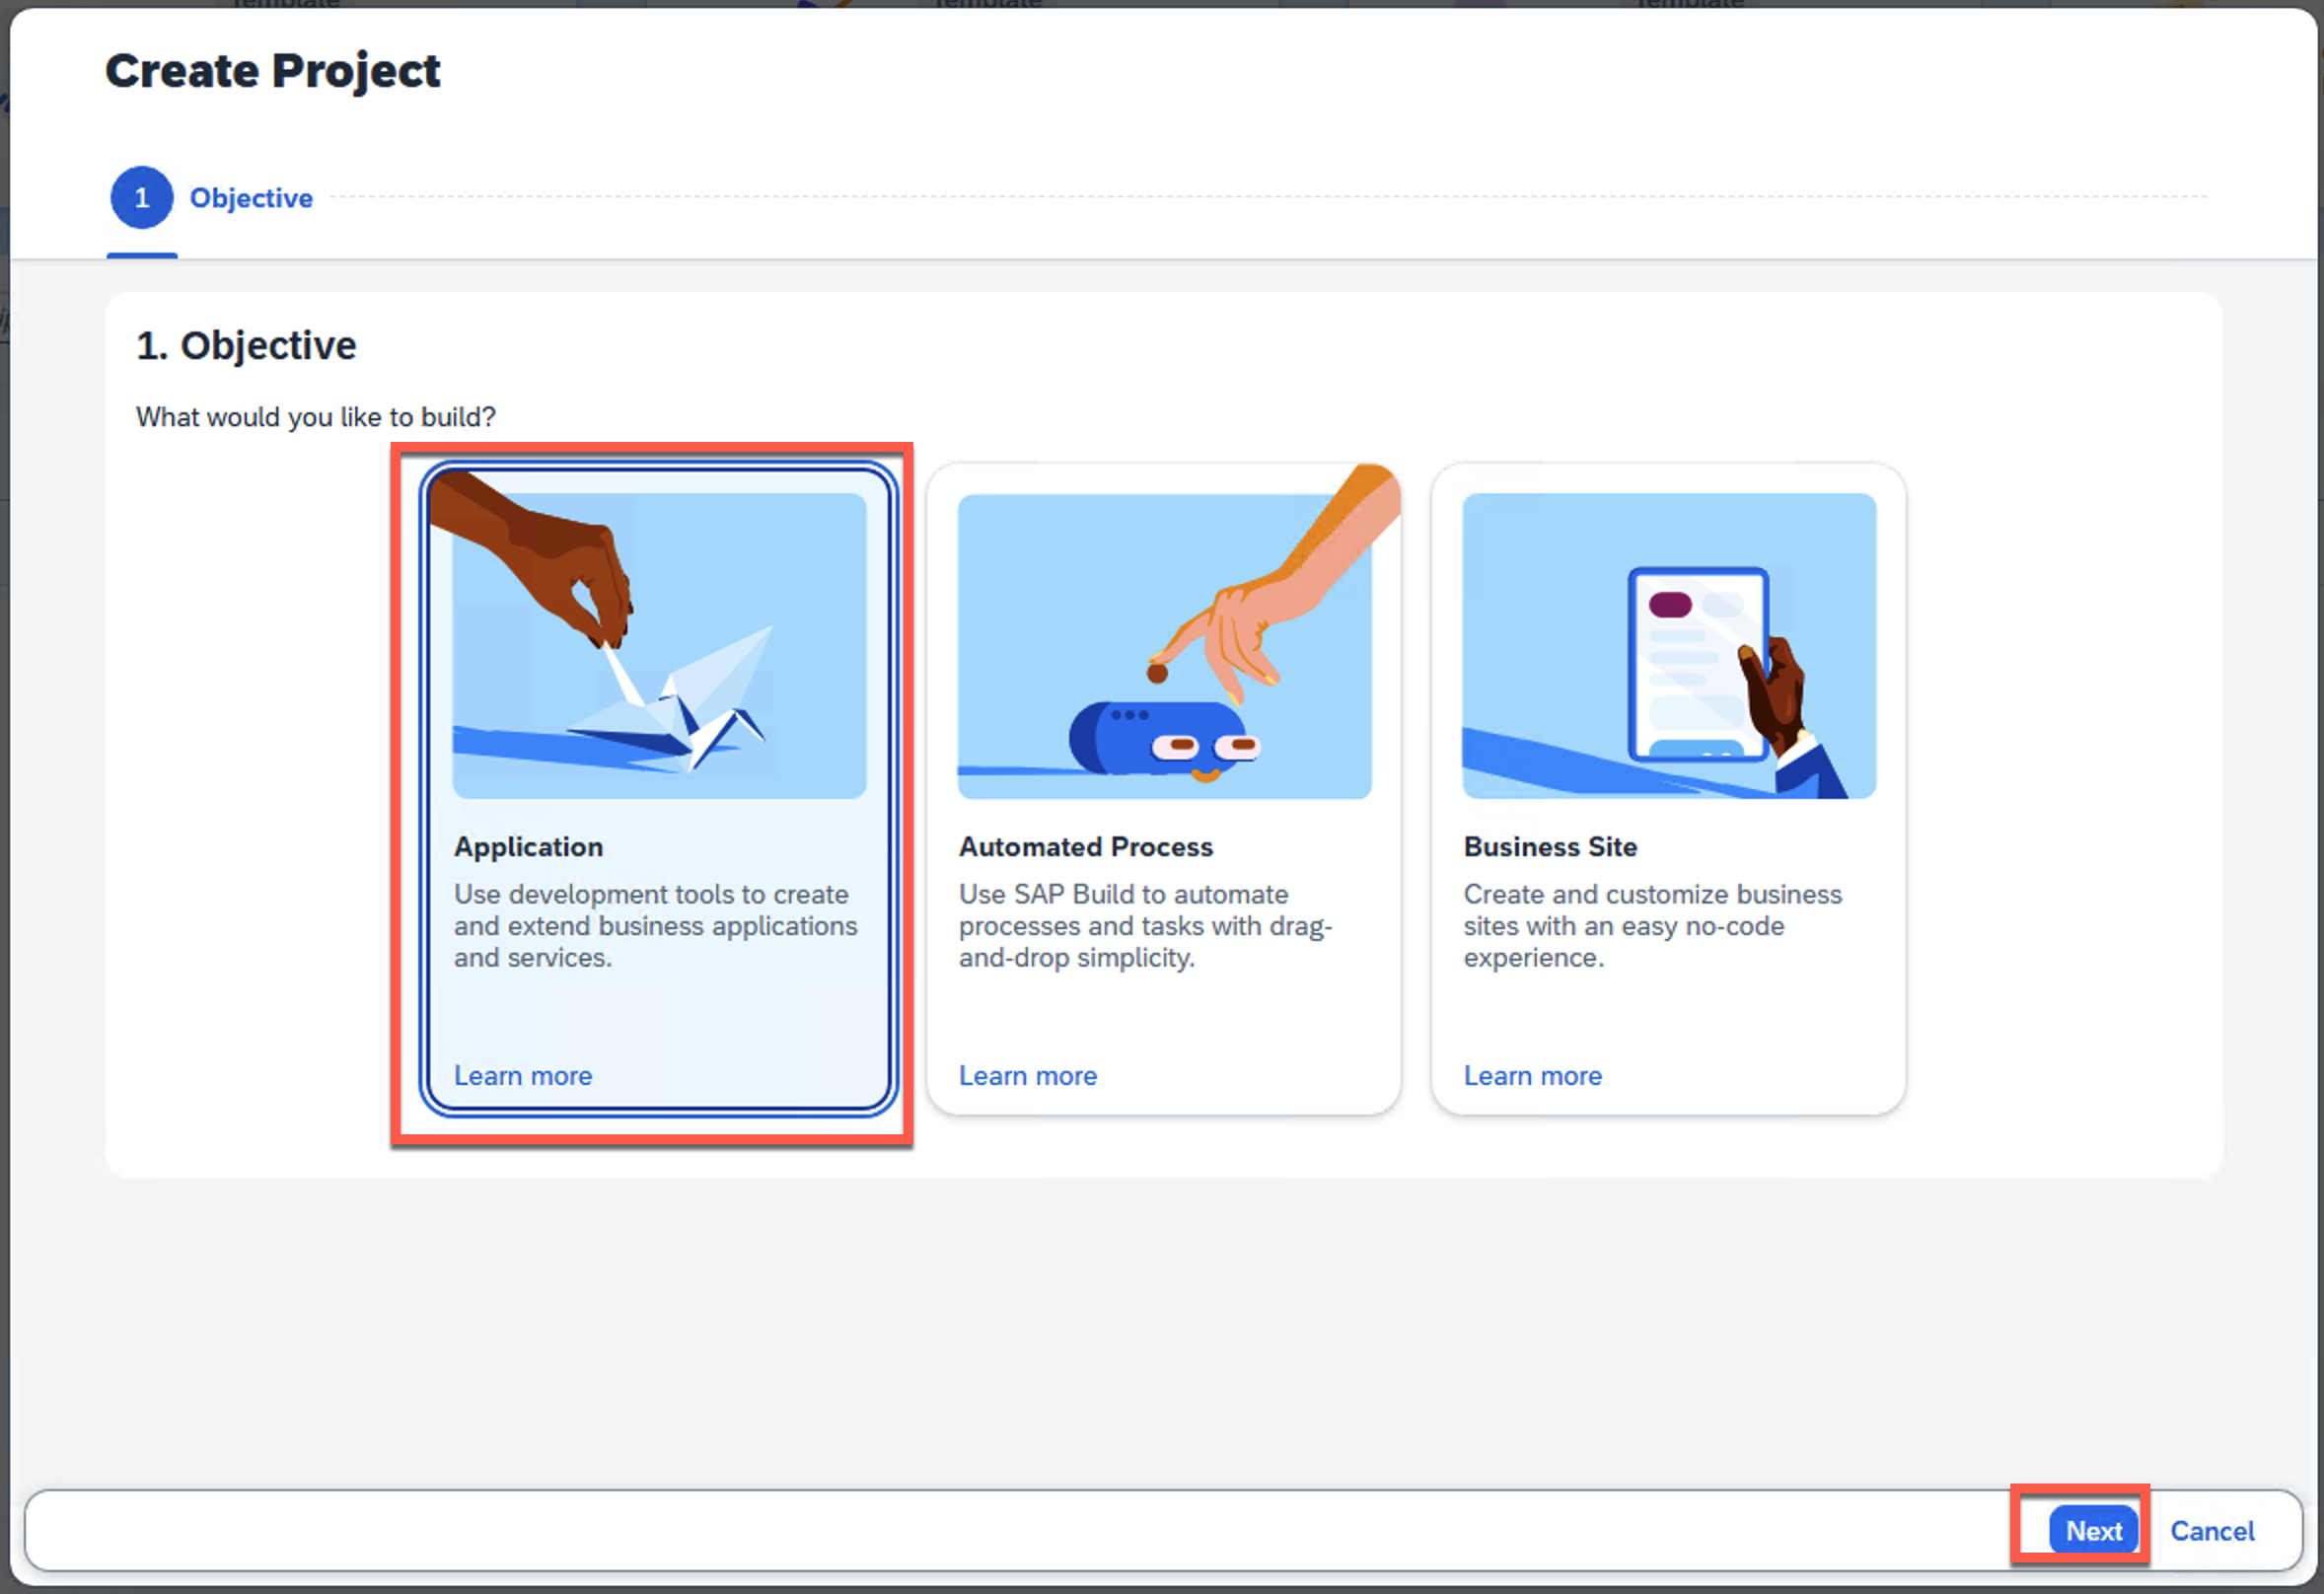 Template Template Template
Create Project
1 Objective
1. Objective
What would you like to build?
Application
Use development tools to create
and extend business applications
and services.
Learn more
Automated Process
Use SAP Build to automate
processes and tasks with drag-
and-drop simplicity.
Learn more
Business Site
Create and customize business
sites with an easy no-code
experience.
Learn more
Next Cancel